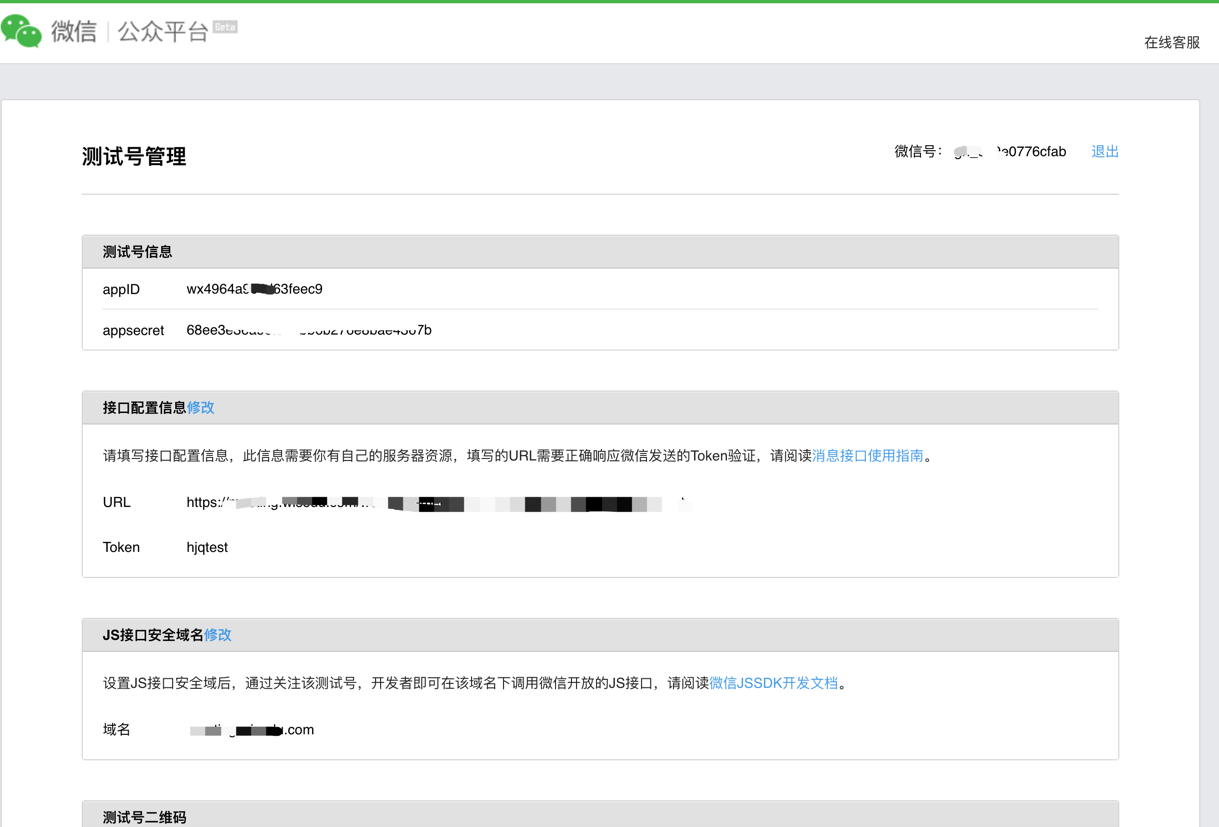 微信 | 公众平台 Beta
在线客服
测试号管理
微信号： e0776cfab 退出
测试号信息
appID wx4964a9 63feec9
appsecret 68ee3e 7b
接口配置信息修改
请填写接口配置信息，此信息需要你有自己的服务器资源，填写的URL需要正确响应微信发送的Token验证，请阅读消息接口使用指南。
URL https://
Token hjqtest
JS接口安全域名修改
设置JS接口安全域后，通过关注该测试号，开发者即可在该域名下调用微信开放的JS接口，请阅读微信JSSDK开发文档。
域名 .com
测试号二维码